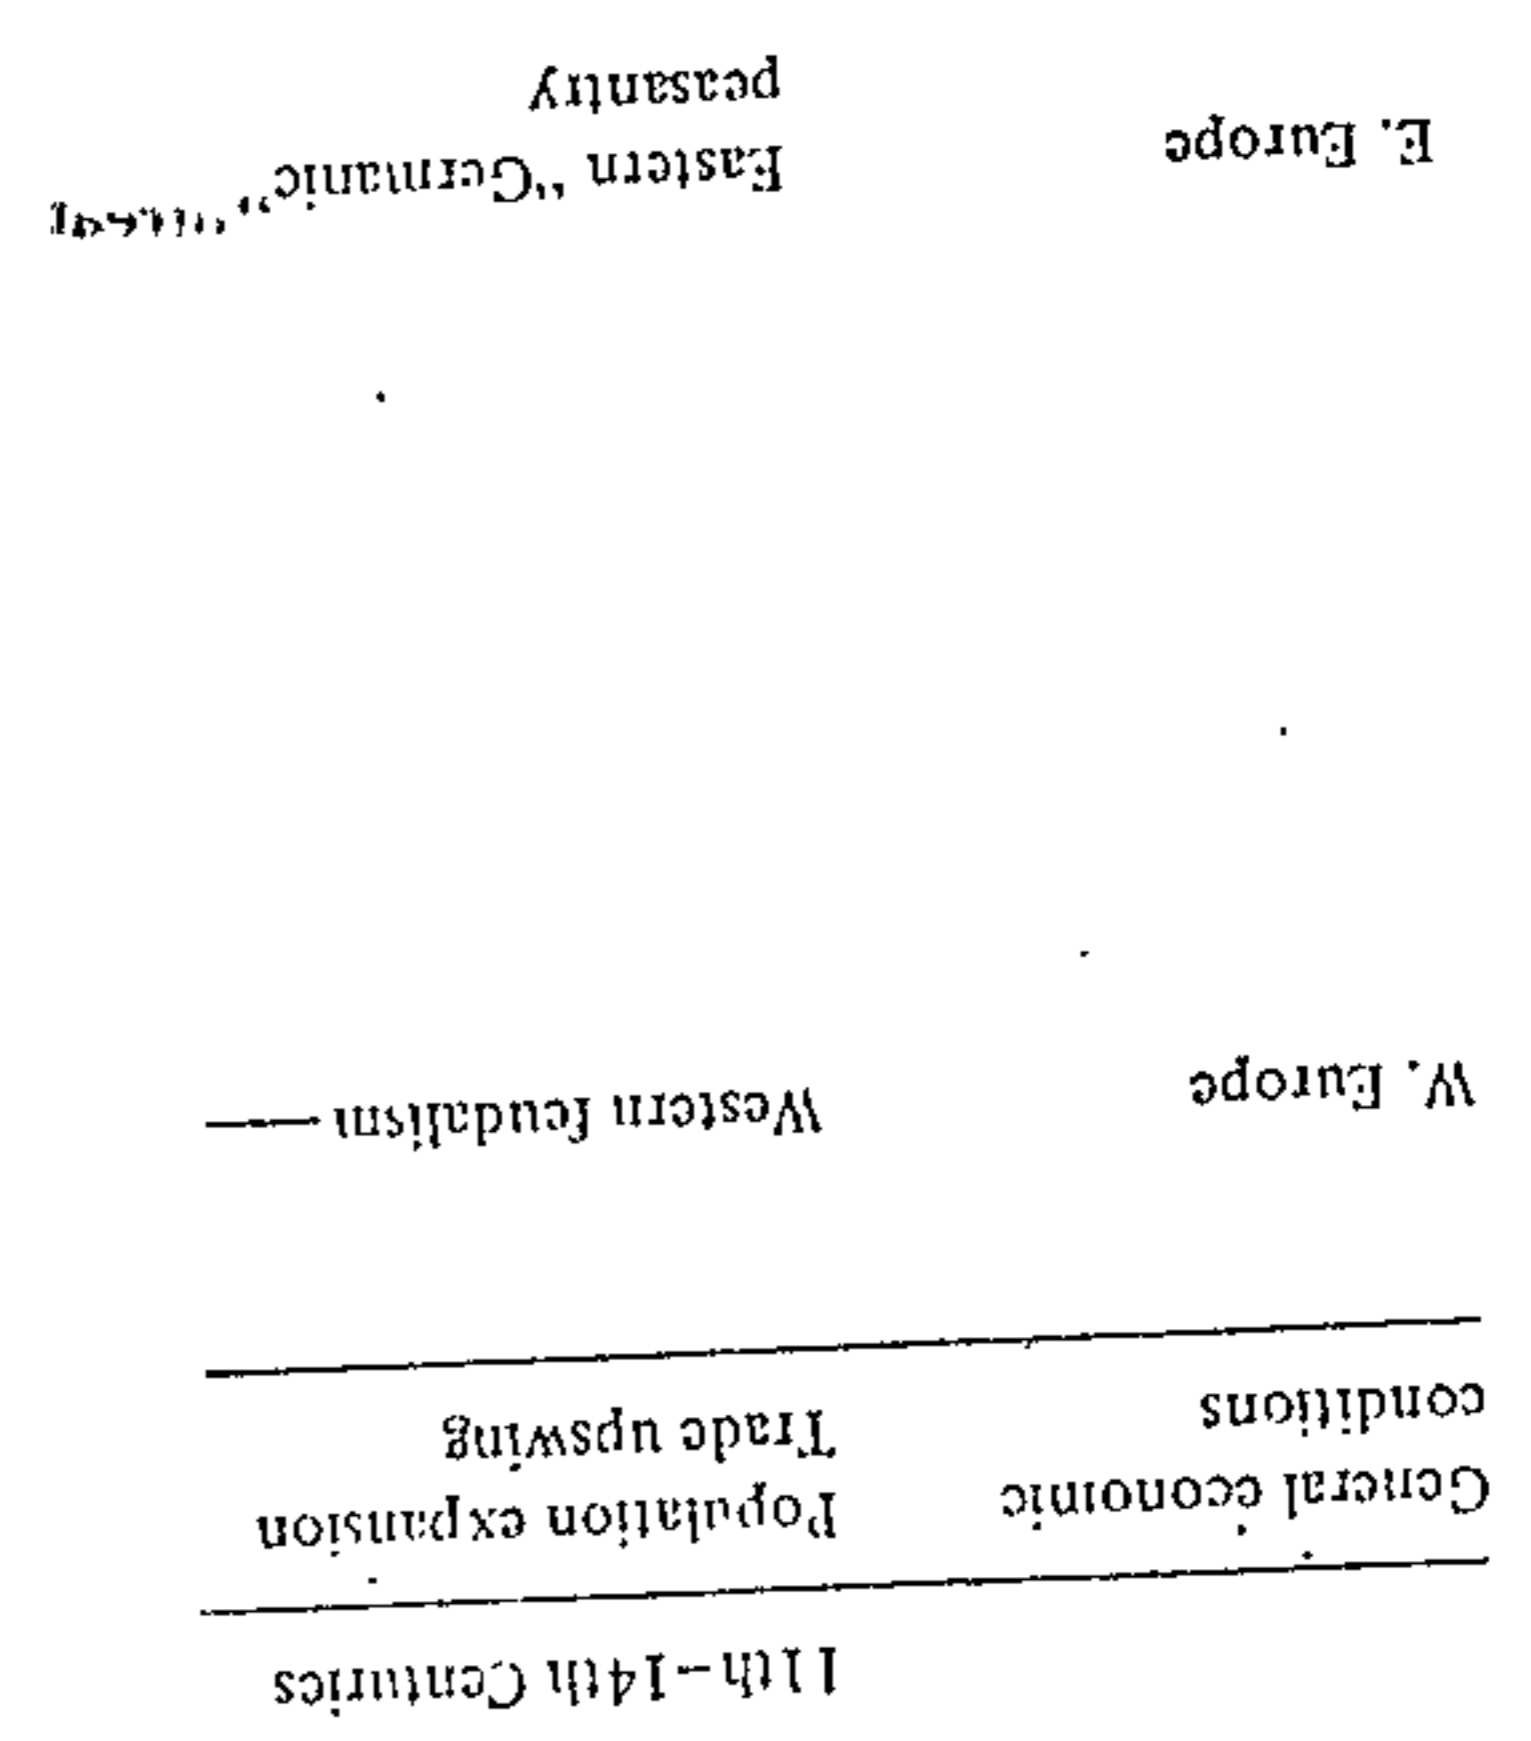 11th–14th Centuries
General economic Population expansion
conditions Trade upswing
W. Europe Western feudalism
E. Europe Eastern "Germanic"
peasantry